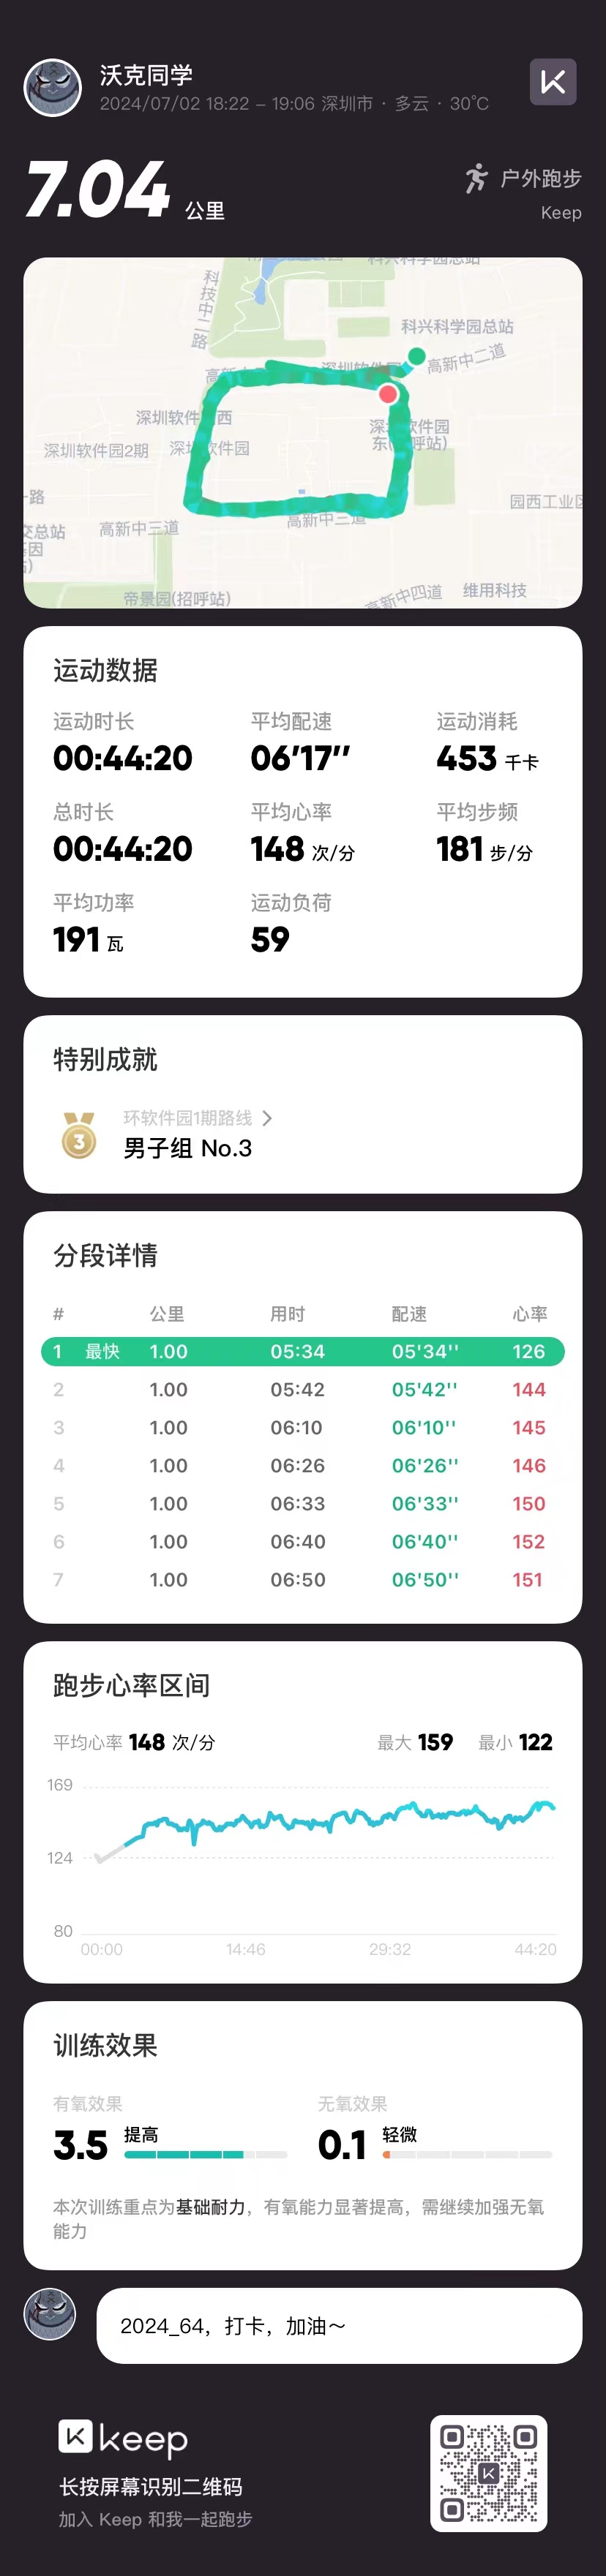 沃克同学
2024/07/02 18:22 – 19:06 深圳市 · 多云 · 30℃
7.04 公里
户外跑步
Keep
科兴科学园总站
科技中二路
科兴科学园总站
高新中二道
深圳软件园
高新
深圳软件 西
深圳软件园
东( 呼站)
深圳软件园2期
深圳软件园
路
园西工业区
交总站
高新中三道
高新中三道
因
帝景园(招呼站)
高新中四道
维用科技
运动数据
运动时长 平均配速 运动消耗
00:44:20 06'17'' 453 千卡
总时长 平均心率 平均步频
00:44:20 148 次/分 181 步/分
平均功率 运动负荷
191 瓦 59
特别成就
3
环软件园1期路线
男子组 No.3
分段详情
# 公里 用时 配速 心率
1 最快 1.00 05:34 05'34'' 126
2 1.00 05:42 05'42'' 144
3 1.00 06:10 06'10'' 145
4 1.00 06:26 06'26'' 146
5 1.00 06:33 06'33'' 150
6 1.00 06:40 06'40'' 152
7 1.00 06:50 06'50'' 151
跑步心率区间
平均心率 148 次/分 最大 159 最小 122
169
124
80
00:00 14:46 29:32 44:20
训练效果
有氧效果 无氧效果
3.5 提高 0.1 轻微
本次训练重点为基础耐力，有氧能力显著提高，需继续加强无氧
能力
2024_64，打卡，加油～
keep
长按屏幕识别二维码
加入 Keep 和我一起跑步